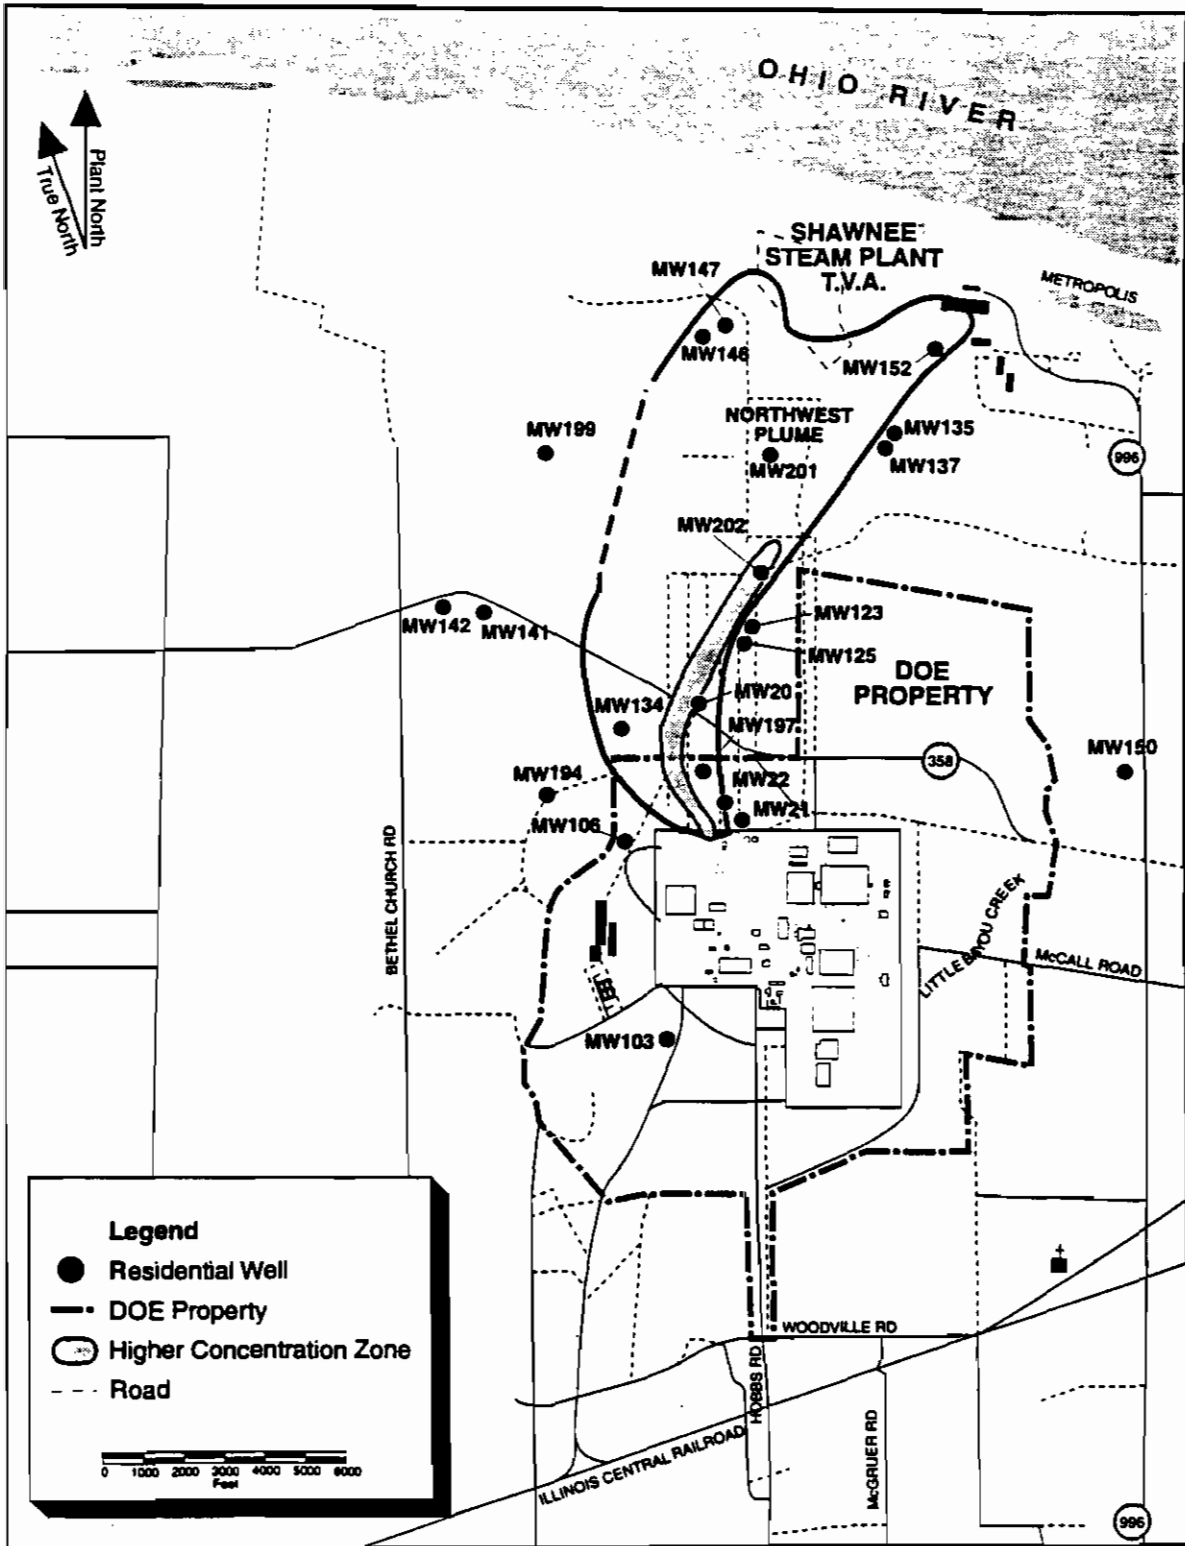 OHIO RIVER
Plant North
True North
SHAWNEE
STEAM PLANT
T.V.A.
METROPOLIS
MW147
MW146
MW152
NORTHWEST
PLUME
MW199
MW135
MW137
MW201
996
MW202
MW142
MW141
MW123
MW125
DOE
PROPERTY
MW20
MW134
MW197
358
MW150
MW194
MW22
MW21
MW106
BETHEL CHURCH RD
LITTLE BAYOU CREEK
McCALL ROAD
MW103
Legend
Residential Well
DOE Property
Higher Concentration Zone
Road
0 1000 2000 3000 4000 5000 6000
Feet
WOODVILLE RD
HOBBS RD
McGRUER RD
ILLINOIS CENTRAL RAILROAD
996